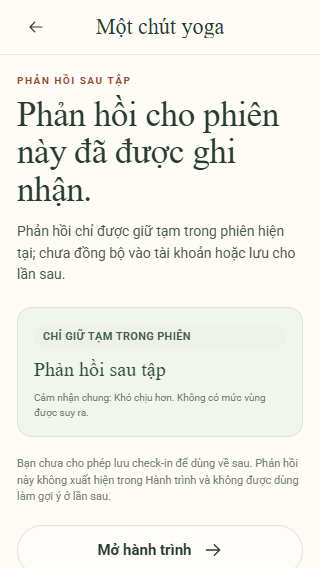 Một chút yoga
PHẢN HỒI SAU TẬP
Phản hồi cho phiên
này đã được ghi
nhận.
Phản hồi chỉ được giữ tạm trong phiên hiện
tại; chưa đồng bộ vào tài khoản hoặc lưu cho
lần sau.
CHỈ GIỮ TẠM TRONG PHIÊN
Phản hồi sau tập
Cảm nhận chung: Khó chịu hơn. Không có mức vùng
được suy ra.
Bạn chưa cho phép lưu check-in để dùng về sau. Phản hồi
này không xuất hiện trong Hành trình và không được dùng
làm gợi ý ở lần sau.
Mở hành trình →